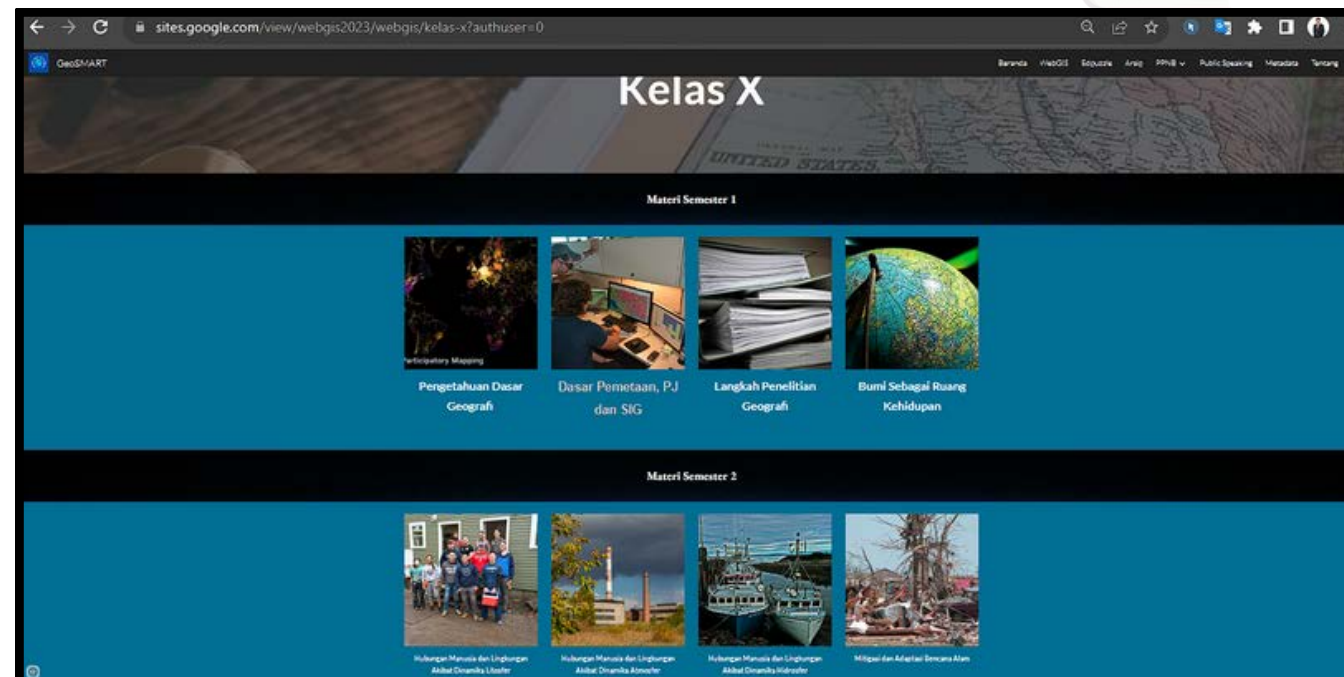 sites.google.com/view/webgis2023/webgis/kelas-x?authuser=0
GeoSMART
Beranda WebGIS Edpuzzle Arsip PPNB Public Speaking Metadata Tentang
Kelas X
UNITED STATES
Materi Semester 1
Participatory Mapping
Pengetahuan Dasar
Geografi
Dasar Pemetaan, PJ
dan SIG
Langkah Penelitian
Geografi
Bumi Sebagai Ruang
Kehidupan
Materi Semester 2
Hubungan Manusia dan Lingkungan
Akibat Dinamika Litosfer
Hubungan Manusia dan Lingkungan
Akibat Dinamika Atmosfer
Hubungan Manusia dan Lingkungan
Akibat Dinamika Hidrosfer
Mitigasi dan Adaptasi Bencana Alam